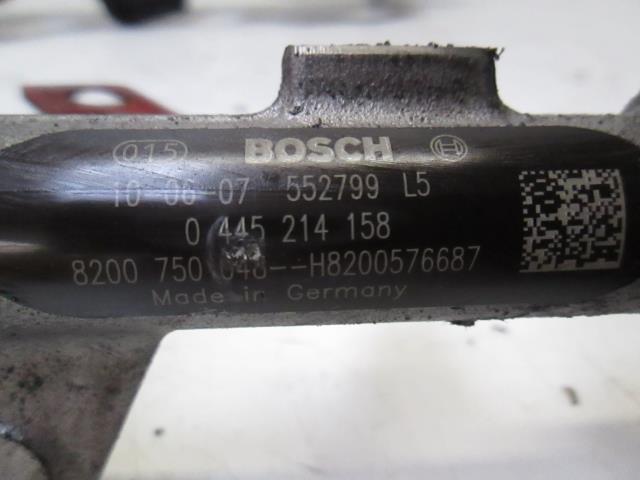 015 BOSCH
10 06 07 552799 L5
0 445 214 158
8200 750 048--H8200576687
Made in Germany